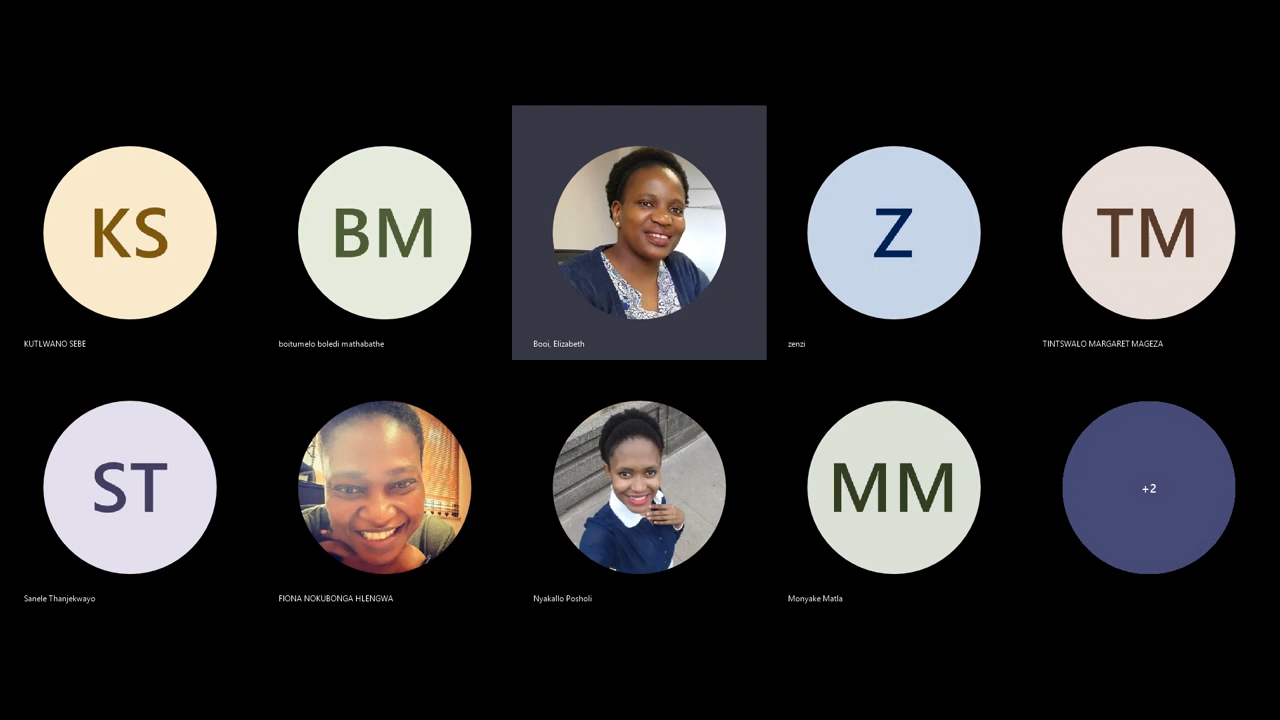 KS
BM
Z
TM
KUTLWANO SEBE
boitumelo boledi mathabathe
Booi, Elizabeth
zenzi
TINTSWALO MARGARET MAGEZA
ST
MM
+2
Sanele Thanjekwayo
FIONA NOKUBONGA HLENGWA
Nyakallo Posholi
Monyake Matla